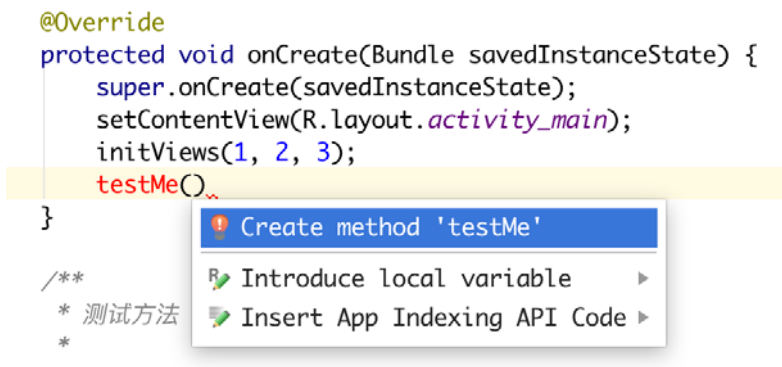 @Override
protected void onCreate(Bundle savedInstanceState) {
super.onCreate(savedInstanceState);
setContentView(R.layout.activity_main);
initViews(1, 2, 3);
testMe()
}
Create method 'testMe'
Introduce local variable
Insert App Indexing API Code
/**
* 测试方法
*